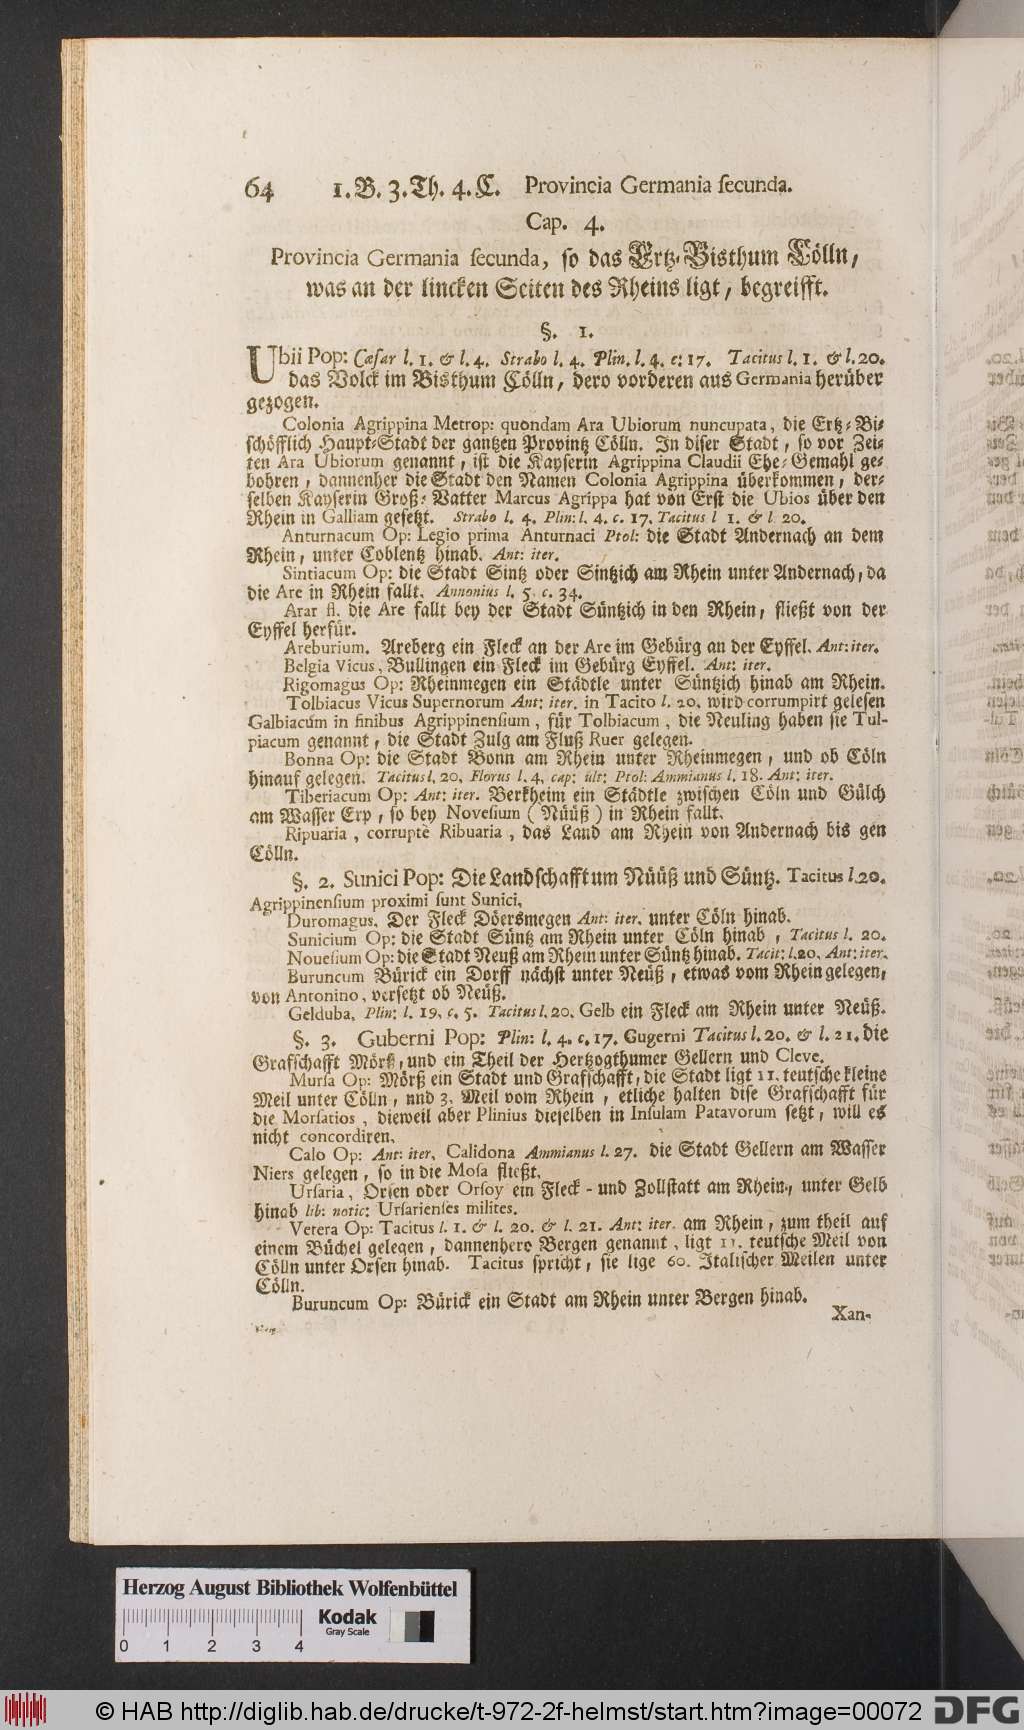 64 1. B. 3. Th. 4. C. Provincia Germania ſecunda.
Cap. 4.
Provincia Germania ſecunda, ſo das Ertz-Bisthum Cölln,
was an der lincken Seiten des Rheins ligt, begreifft.
§. 1.
Ubii Pop: Cæſar l. 1. & l. 4. Strabo l. 4. Plin. l. 4. c: 17. Tacitus l. 1. & l. 20.
das Volck im Bisthum Cölln, dero vorderen aus Germania herüber
gezogen.
Colonia Agrippina Metrop: quondam Ara Ubiorum nuncupata, die Ertz-Bi-
ſchöfflich Haupt-Stadt der gantzen Provintz Cölln. In diſer Stadt, ſo vor Zei-
ten Ara Ubiorum genannt, iſt die Kayſerin Agrippina Claudii Ehe-Gemahl ge-
bohren, dannenher die Stadt den Namen Colonia Agrippina überkommen, der-
ſelben Kayſerin Groß-Vatter Marcus Agrippa hat von Erſt die Ubios über den
Rhein in Galliam geſetzt. Strabo l. 4. Plin: l. 4. c. 17. Tacitus l 1. & l 20.
Anturnacum Op: Legio prima Anturnaci Ptol: die Stadt Andernach an dem
Rhein, unter Coblentz hinab. Ant: iter.
Sintiacum Op: die Stadt Sintz oder Sintzich am Rhein unter Andernach, da
die Are in Rhein fallt. Annonius l. 5. c. 34.
Arar fl. die Are fallt bey der Stadt Süntzich in den Rhein, fließt von der
Eyffel herfür.
Areburium. Areberg ein Fleck an der Are im Gebürg an der Eyffel. Ant: iter.
Belgia Vicus, Bullingen ein Fleck im Gebürg Eyffel. Ant: iter.
Rigomagus Op: Rheinmegen ein Städtle unter Süntzich hinab am Rhein.
Tolbiacus Vicus Supernorum Ant: iter. in Tacito l. 20. wird corrumpirt geleſen
Galbiacum in finibus Agrippinenſium, für Tolbiacum, die Neuling haben ſie Tul-
piacum genannt, die Stadt Zulg am Fluß Ruer gelegen.
Bonna Op: die Stadt Bonn am Rhein unter Rheinmegen, und ob Cöln
hinauf gelegen. Tacitus l. 20. Florus l. 4. cap: ult: Ptol: Ammianus l. 18. Ant: iter.
Tiberiacum Op: Ant: iter. Berkheim ein Städtle zwiſchen Cöln und Gülch
am Waſſer Erp, ſo bey Noveſium (Nüüß) in Rhein fallt.
Ripuaria, corruptè Ribuaria, das Land am Rhein von Andernach bis gen
Cölln.
§. 2. Sunici Pop: Die Landſchafft um Nüüß und Süntz. Tacitus l. 20.
Agrippinenſium proximi ſunt Sunici.
Duromagus. Der Fleck Döersmegen Ant: iter. unter Cöln hinab.
Sunicium Op: die Stadt Süntz am Rhein unter Cöln hinab, Tacitus l. 20.
Noveſium Op: die Stadt Neuß am Rhein unter Süntz hinab. Tacit: l. 20. Ant: iter.
Buruncum Bürick ein Dorff nächſt unter Neüß, etwas vom Rhein gelegen,
von Antonino, verſetzt ob Neüß.
Gelduba, Plin: l. 19. c. 5. Tacitus l. 20. Gelb ein Fleck am Rhein unter Neüß.
§. 3. Guberni Pop: Plin: l. 4. c. 17. Gugerni Tacitus l. 20. & l. 21. die
Grafſchafft Mörß, und ein Theil der Hertzogthumer Gellern und Cleve.
Murſa Op: Mörß ein Stadt und Grafſchafft, die Stadt ligt 11. teutſche kleine
Meil unter Cölln, nnd 3. Meil vom Rhein, etliche halten diſe Grafſchafft für
die Morſatios, dieweil aber Plinius dieſelben in Inſulam Patavorum ſetzt, will es
nicht concordiren.
Calo Op: Ant: iter. Calidona Ammianus l. 27. die Stadt Gellern am Waſſer
Niers gelegen, ſo in die Moſa fließt.
Urſaria, Orſen oder Orſoy ein Fleck- und Zollſtatt am Rhein, unter Gelb
hinab lib: notic: Urſarienſes milites.
Vetera Op: Tacitus l. 1. & l. 20. & l. 21. Ant: iter. am Rhein, zum theil auf
einem Büchel gelegen, dannenhero Bergen genannt, ligt 11. teutſche Meil von
Cölln unter Orſen hinab. Tacitus ſpricht, ſie lige 60. Italiſcher Meilen unter
Cölln.
Buruncum Op: Bürick ein Stadt am Rhein unter Bergen hinab.
Xan-
Herzog August Bibliothek Wolfenbüttel
Kodak
Gray Scale
0 1 2 3 4
© HAB http://diglib.hab.de/drucke/t-972-2f-helmst/start.htm?image=00072 DFG